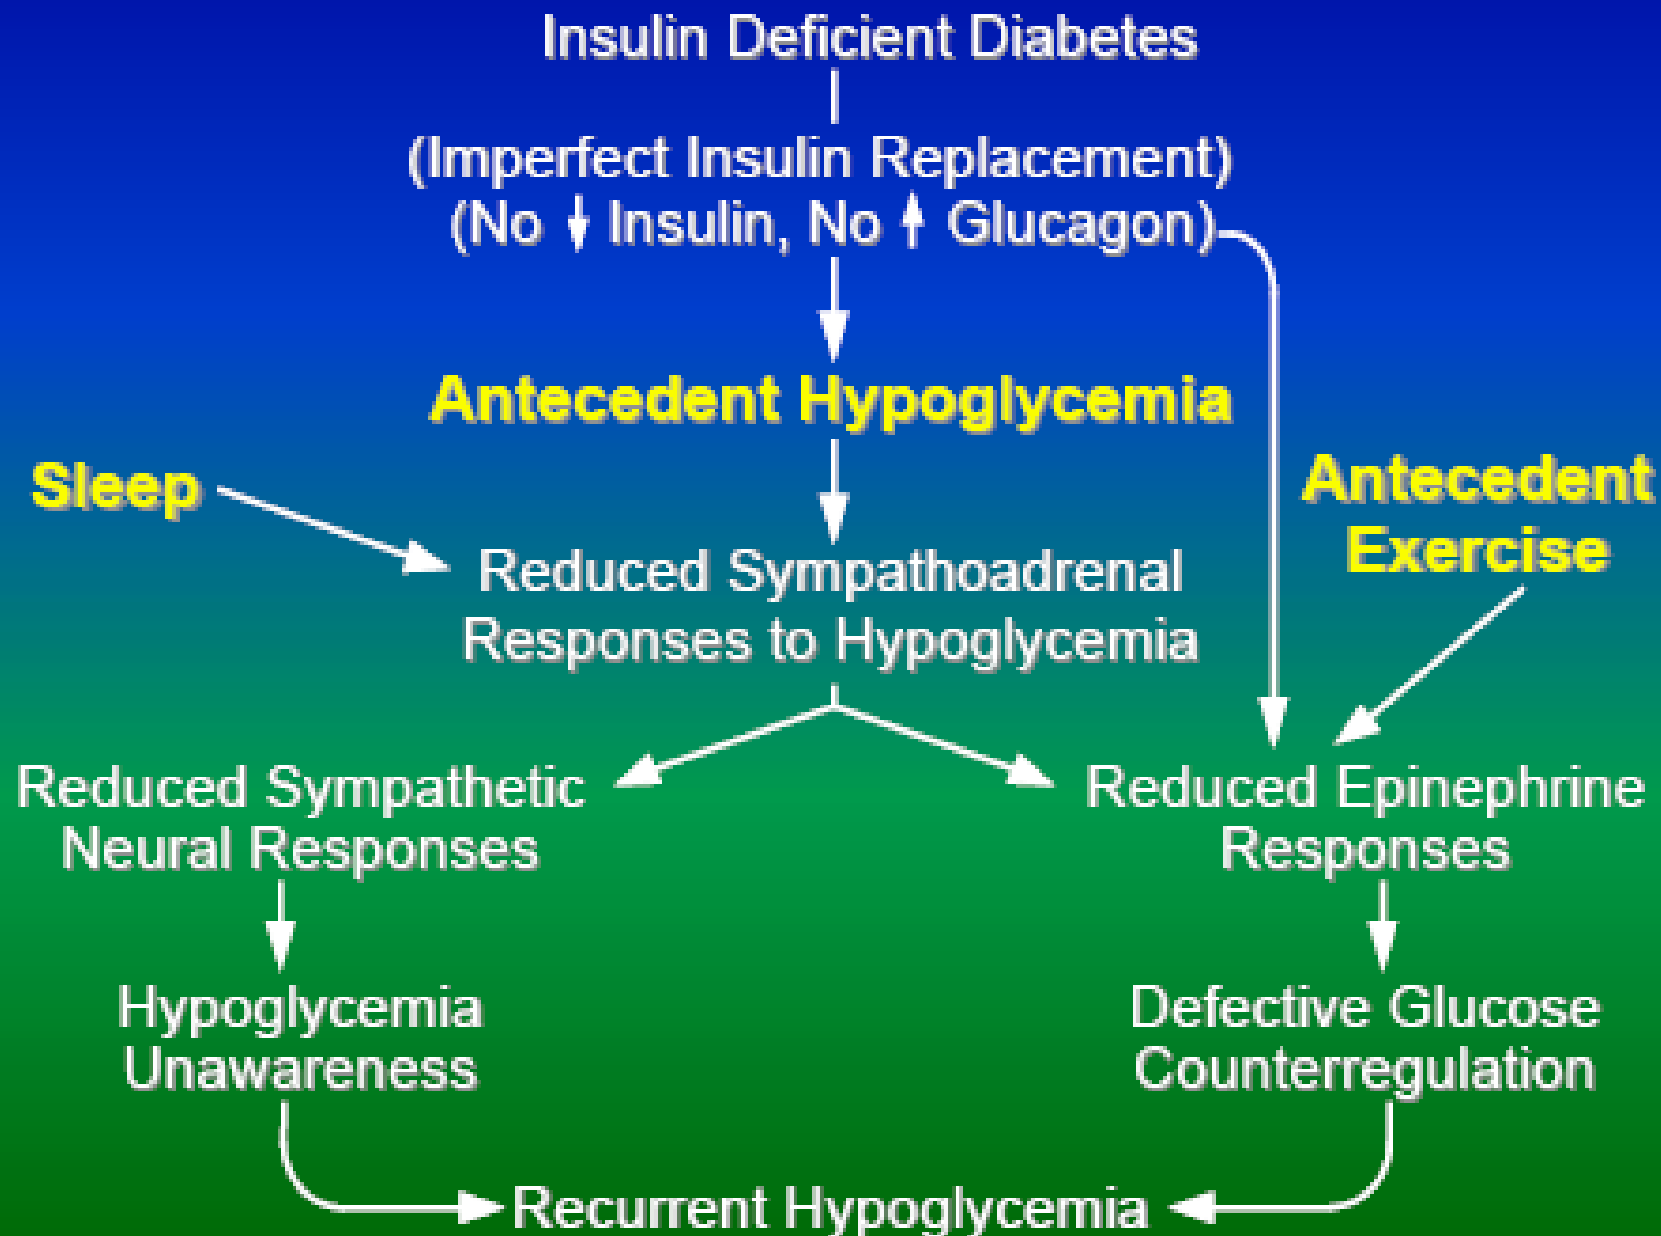 Insulin Deficient Diabetes
(Imperfect Insulin Replacement)
(No ↓ Insulin, No ↑ Glucagon)
Antecedent Hypoglycemia
Sleep
Antecedent
Exercise
Reduced Sympathoadrenal
Responses to Hypoglycemia
Reduced Sympathetic
Neural Responses
Reduced Epinephrine
Responses
Hypoglycemia
Unawareness
Defective Glucose
Counterregulation
Recurrent Hypoglycemia